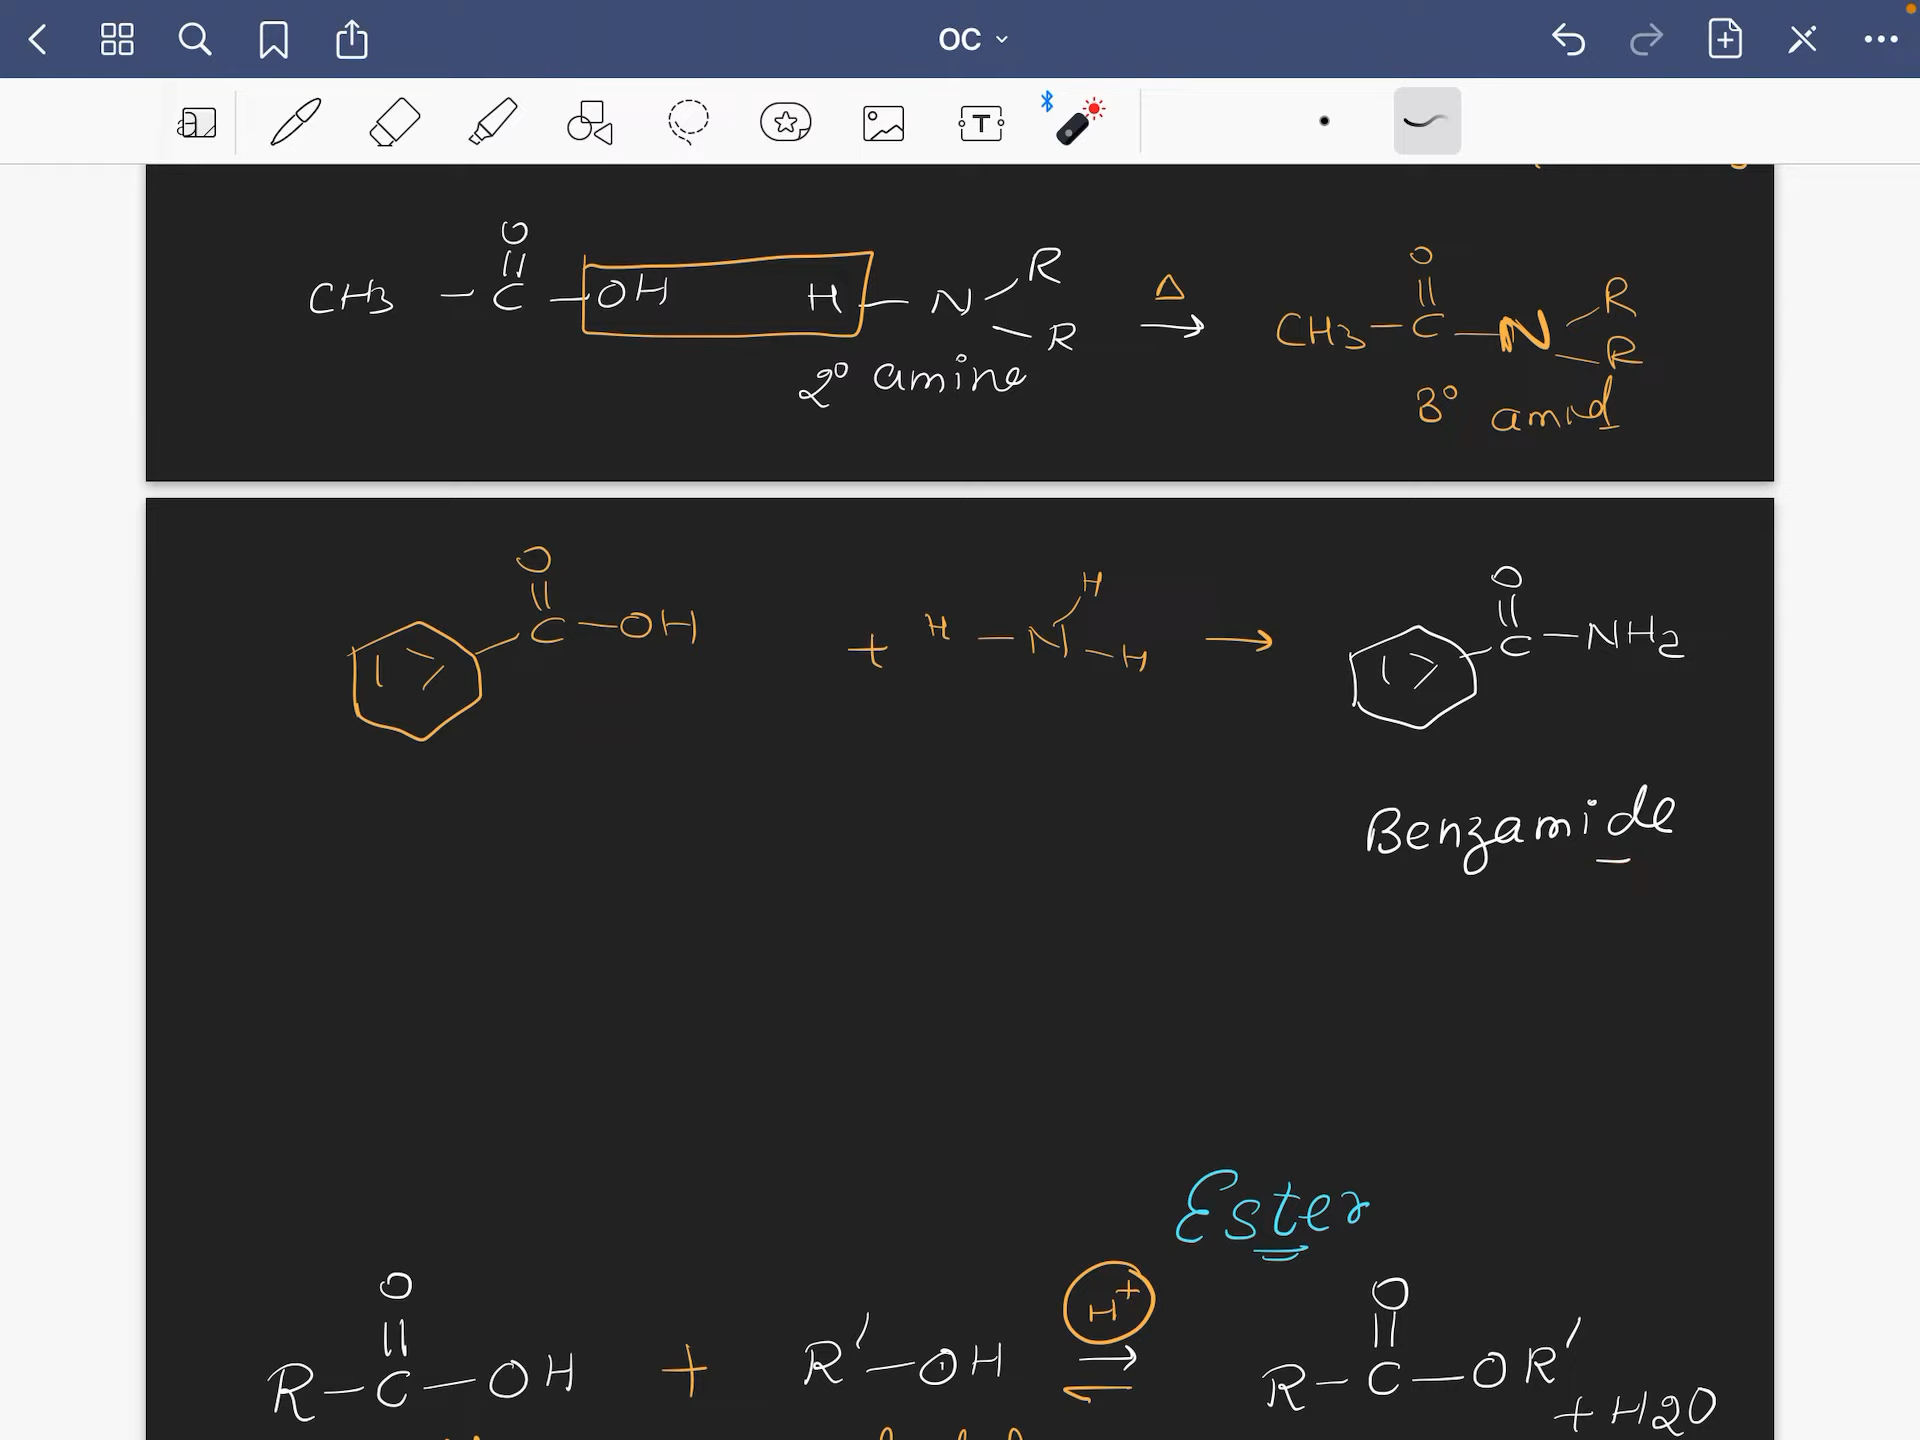 OC
T
CH3 - C - OH H - N R
O
R
Δ
→
2° amine
CH3 - C - N R
O
R
3° amid
O
C - OH
+ H - N - H
H
→
O
C - NH2
Benzamide
Ester
H+
O
R - C - OH + R' - OH ⇌ R - C - OR'
O
+ H2O